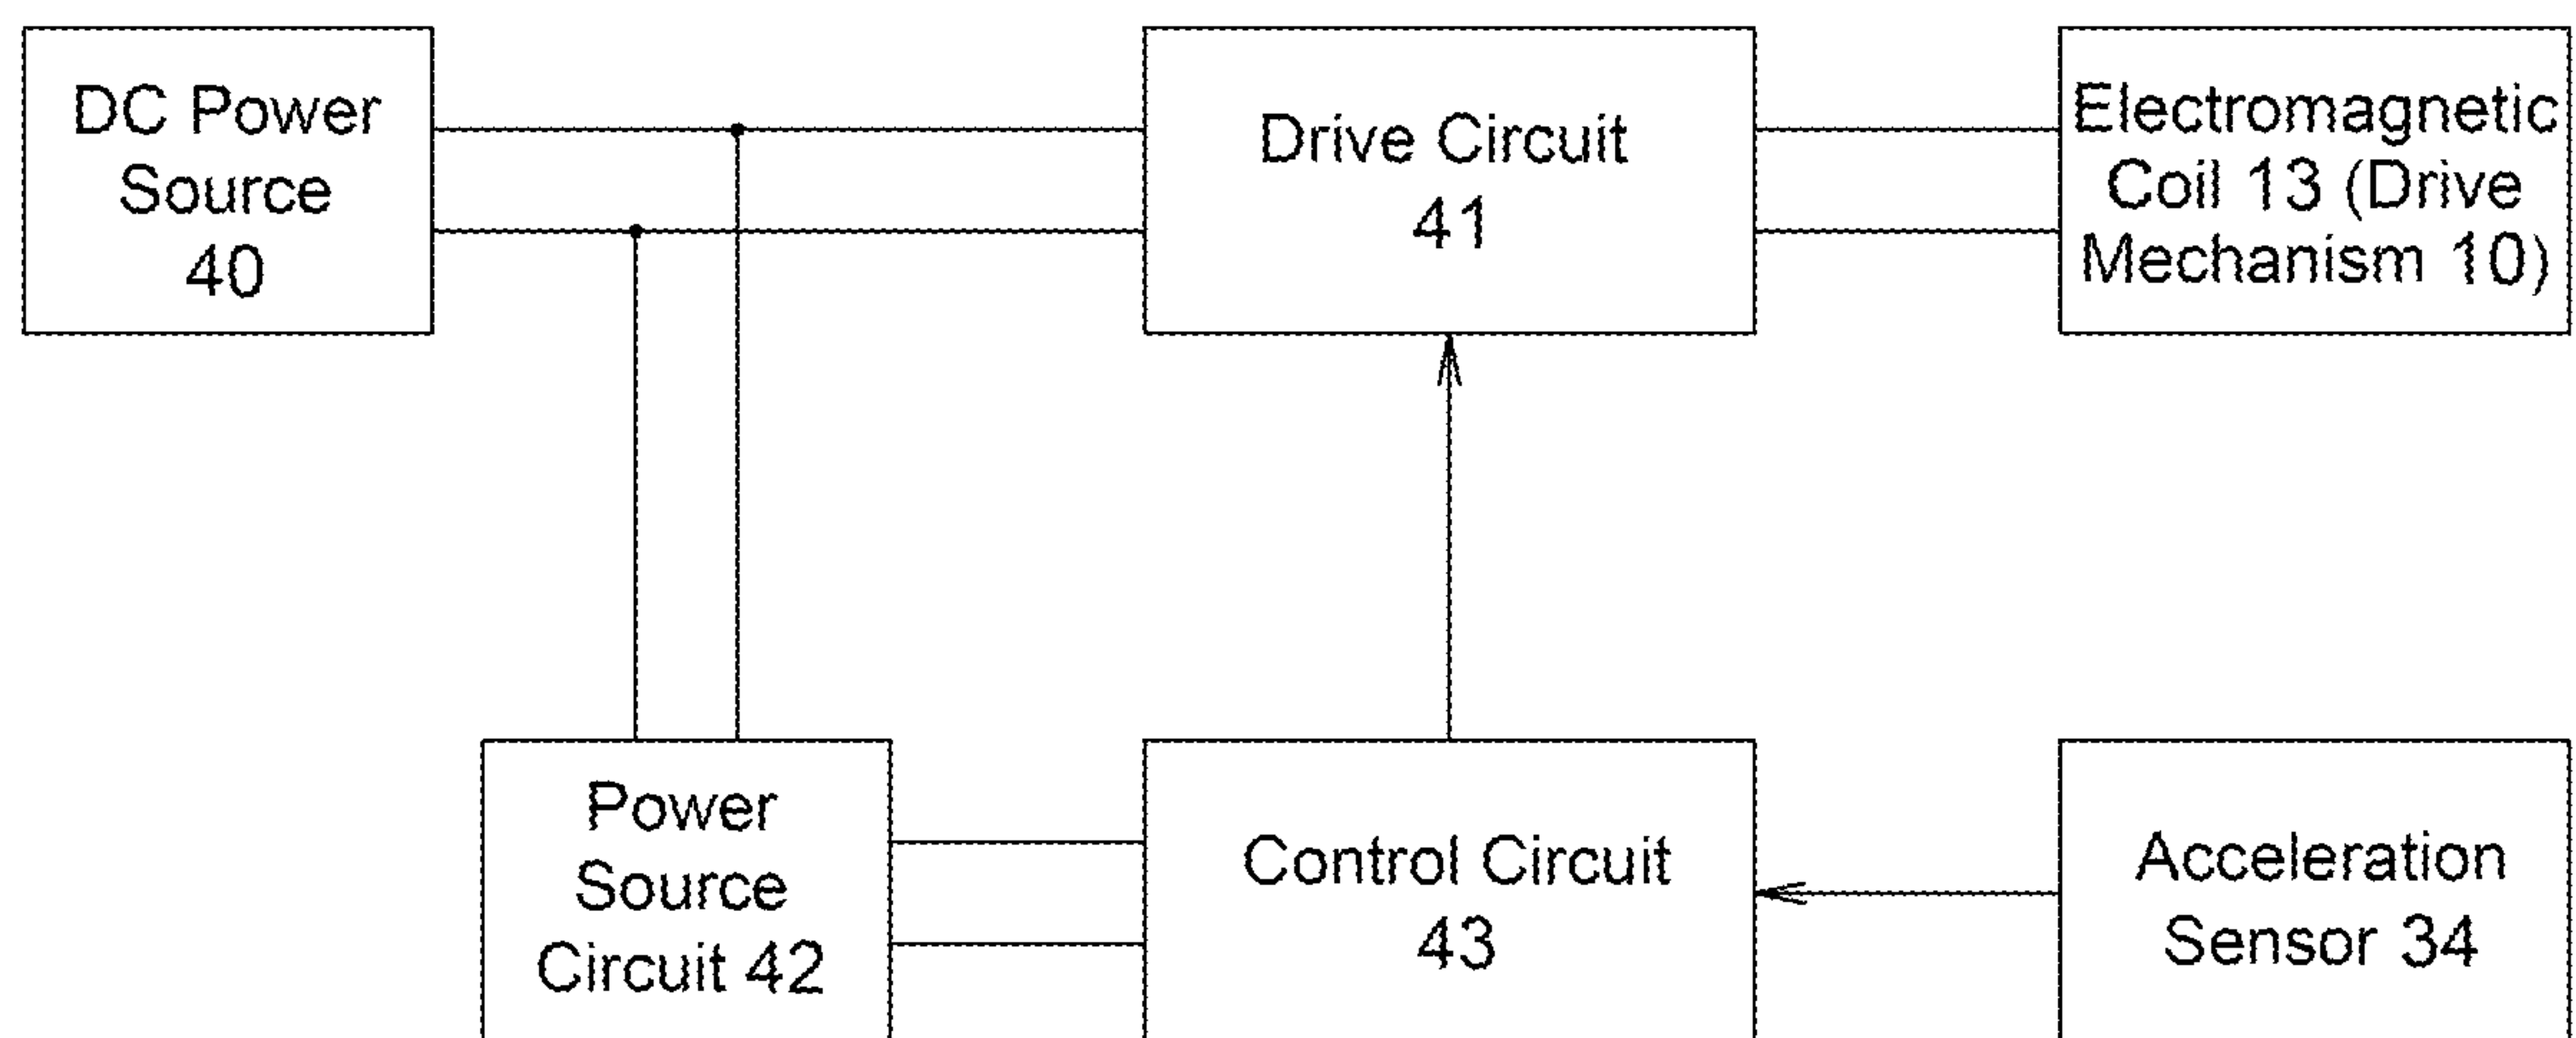 DC Power
Source
40
Drive Circuit
41
Electromagnetic
Coil 13 (Drive
Mechanism 10)
Power
Source
Circuit 42
Control Circuit
43
Acceleration
Sensor 34